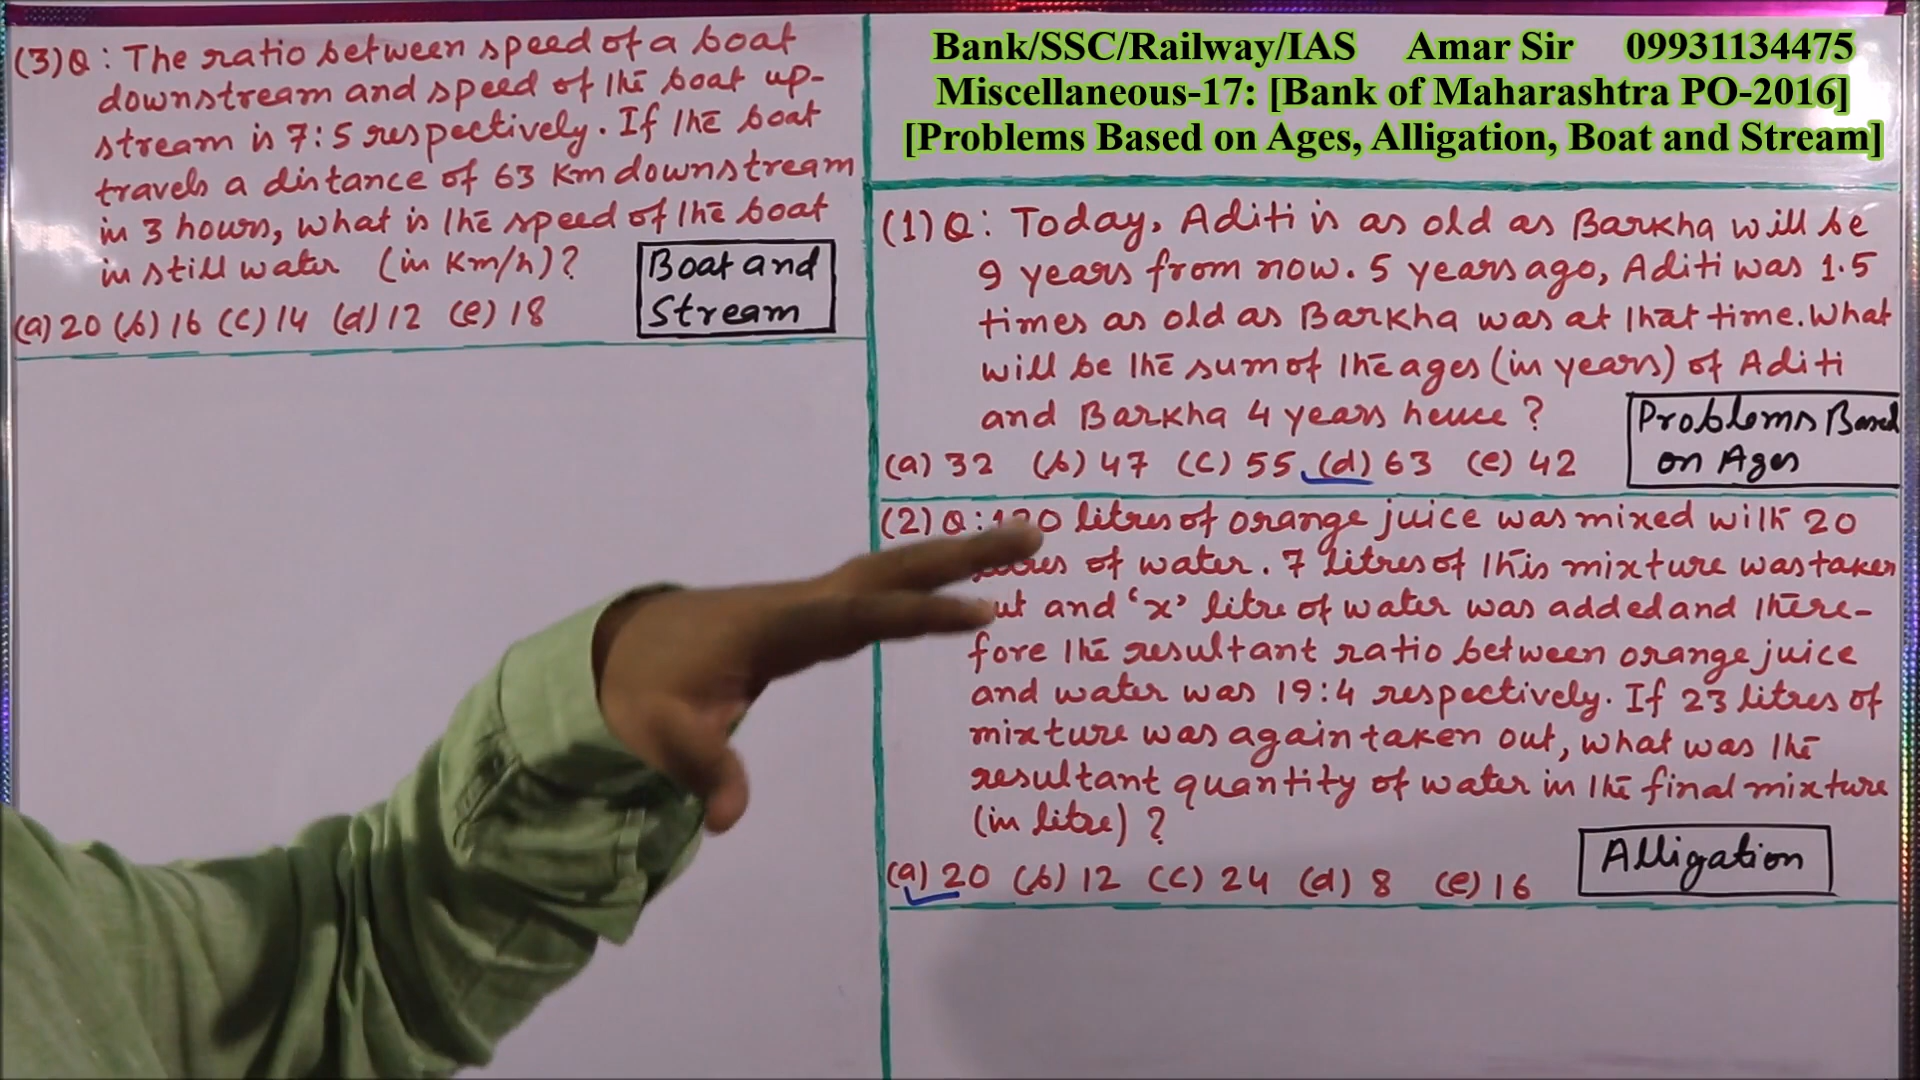 Bank/SSC/Railway/IAS Amar Sir 09931134475
Miscellaneous-17: [Bank of Maharashtra PO-2016]
[Problems Based on Ages, Alligation, Boat and Stream]
(3) Q: The ratio between speed of a boat
downstream and speed of the boat up-
stream is 7:5 respectively. If the boat
travels a distance of 63 Km downstream
in 3 hours, what is the speed of the boat
in still water (in Km/h)?
(a) 20 (b) 16 (c) 14 (d) 12 (e) 18
Boat and
Stream
(1) Q: Today, Aditi is as old as Barkha will be
9 years from now. 5 years ago, Aditi was 1.5
times as old as Barkha was at that time. What
will be the sum of the ages (in years) of Aditi
and Barkha 4 years hence?
(a) 32 (b) 47 (c) 55 (d) 63 (e) 42
Problems Based
on Ages
(2) Q: litres of orange juice was mixed with 20
of water. 7 litres of this mixture was taken
and 'x' litre of water was added and there-
fore the resultant ratio between orange juice
and water was 19:4 respectively. If 23 litres of
mixture was again taken out, what was the
resultant quantity of water in the final mixture
(in litre)?
(a) 20 (b) 12 (c) 24 (d) 8 (e) 16
Alligation